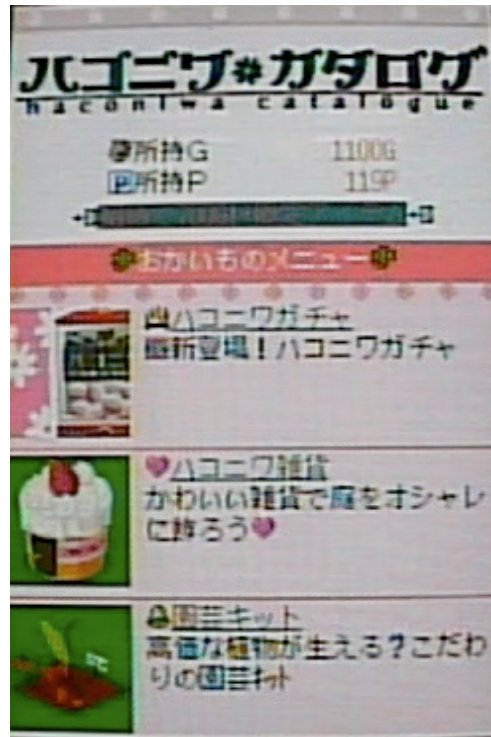 ハコニワ*カタログ
haconiwa catalogue
所持G 1100G
P所持P 119P
おかいものメニュー
ハコニワガチャ
新登場!ハコニワガチャ
ハコニワ雑貨
かわいい雑貨で庭をオシャレ
に飾ろう
園芸キット
高価な植物が生える?こだわ
りの園芸キット